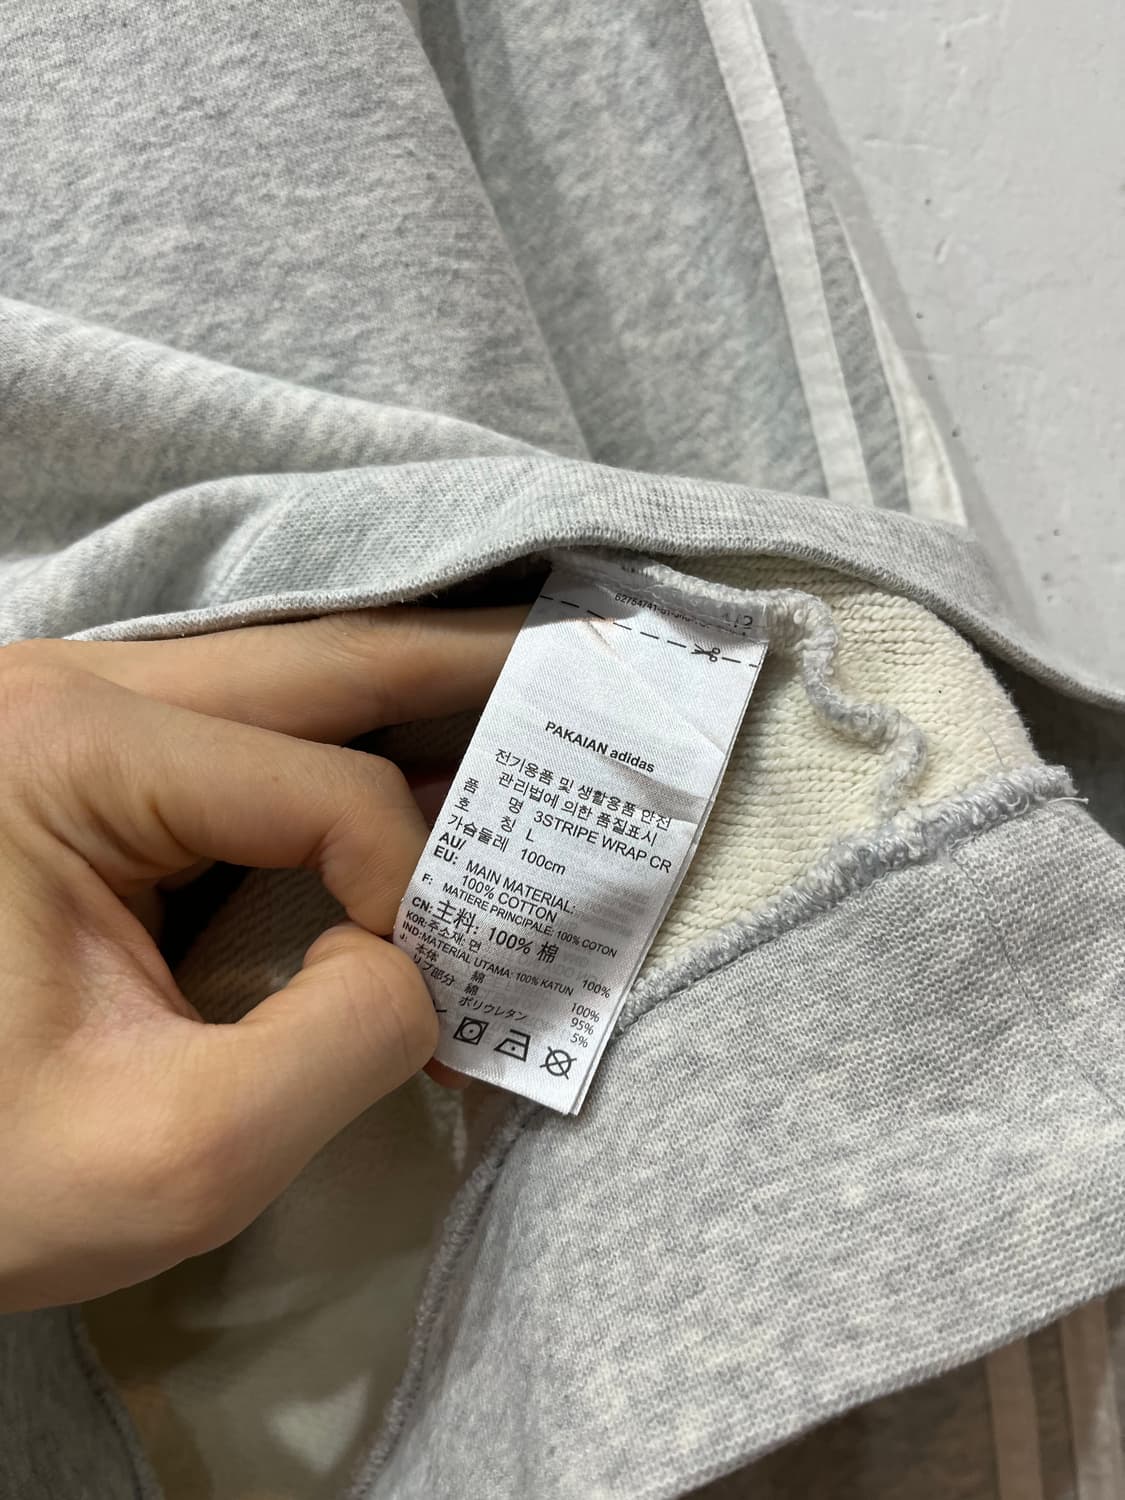 PAKAIAN adidas
전기용품 및 생활용품 안전
관리법에 의한 품질표시
품 명 3STRIPE WRAP CR
호 칭 L
가슴둘레 100cm
AU/
EU: MAIN MATERIAL:
100% COTTON
F: MATIERE PRINCIPALE: 100% COTON
CN: 主料: 100% 棉
KOR: 주소재: 면 100%
IND: MATERIAL UTAMA: 100% KATUN
J: 本体 綿 100%
リブ部分 綿 95%
ポリウレタン 5%